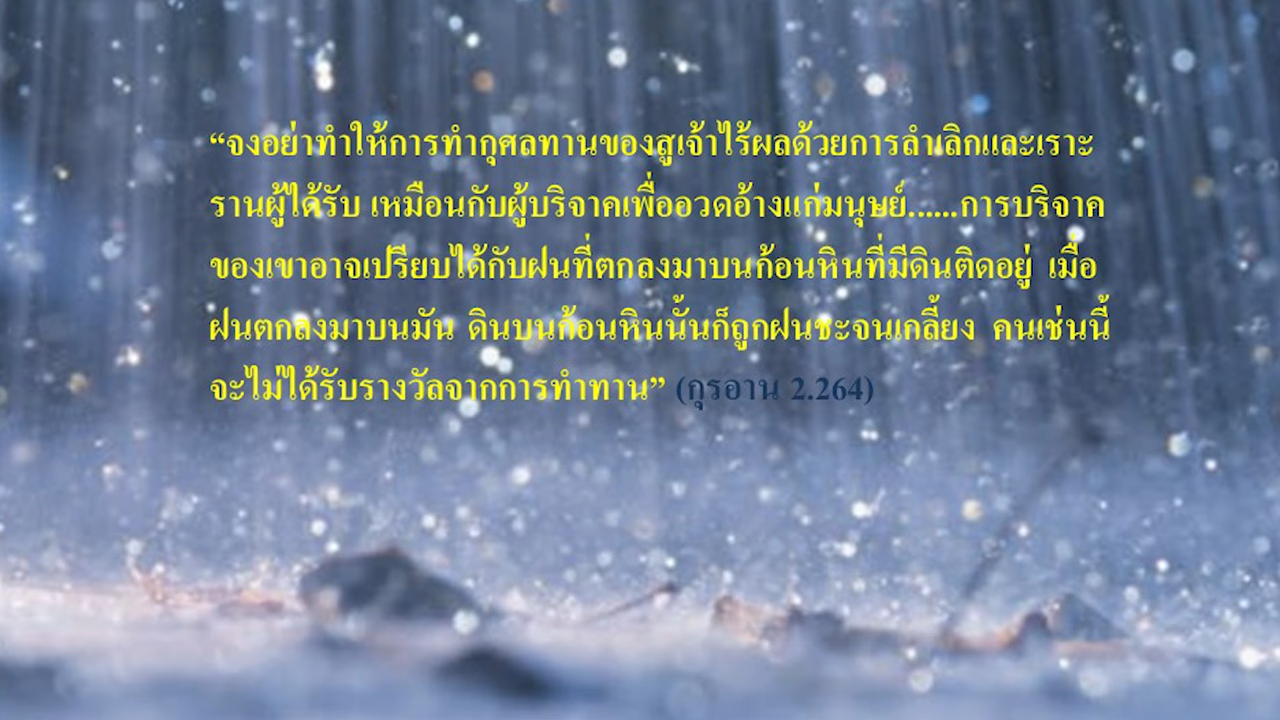 “จงอย่าทำให้การทำกุศลทานของสูเจ้าไร้ผลด้วยการลำเลิกและเราะ
รานผู้ได้รับ เหมือนกับผู้บริจาคเพื่ออวดอ้างแก่มนุษย์......การบริจาค
ของเขาอาจเปรียบได้กับฝนที่ตกลงมาบนก้อนหินที่มีดินติดอยู่ เมื่อ
ฝนตกลงมาบนมัน ดินบนก้อนหินนั้นก็ถูกฝนชะจนเกลี้ยง คนเช่นนี้
จะไม่ได้รับรางวัลจากการทำทาน” (กุรอาน 2.264)